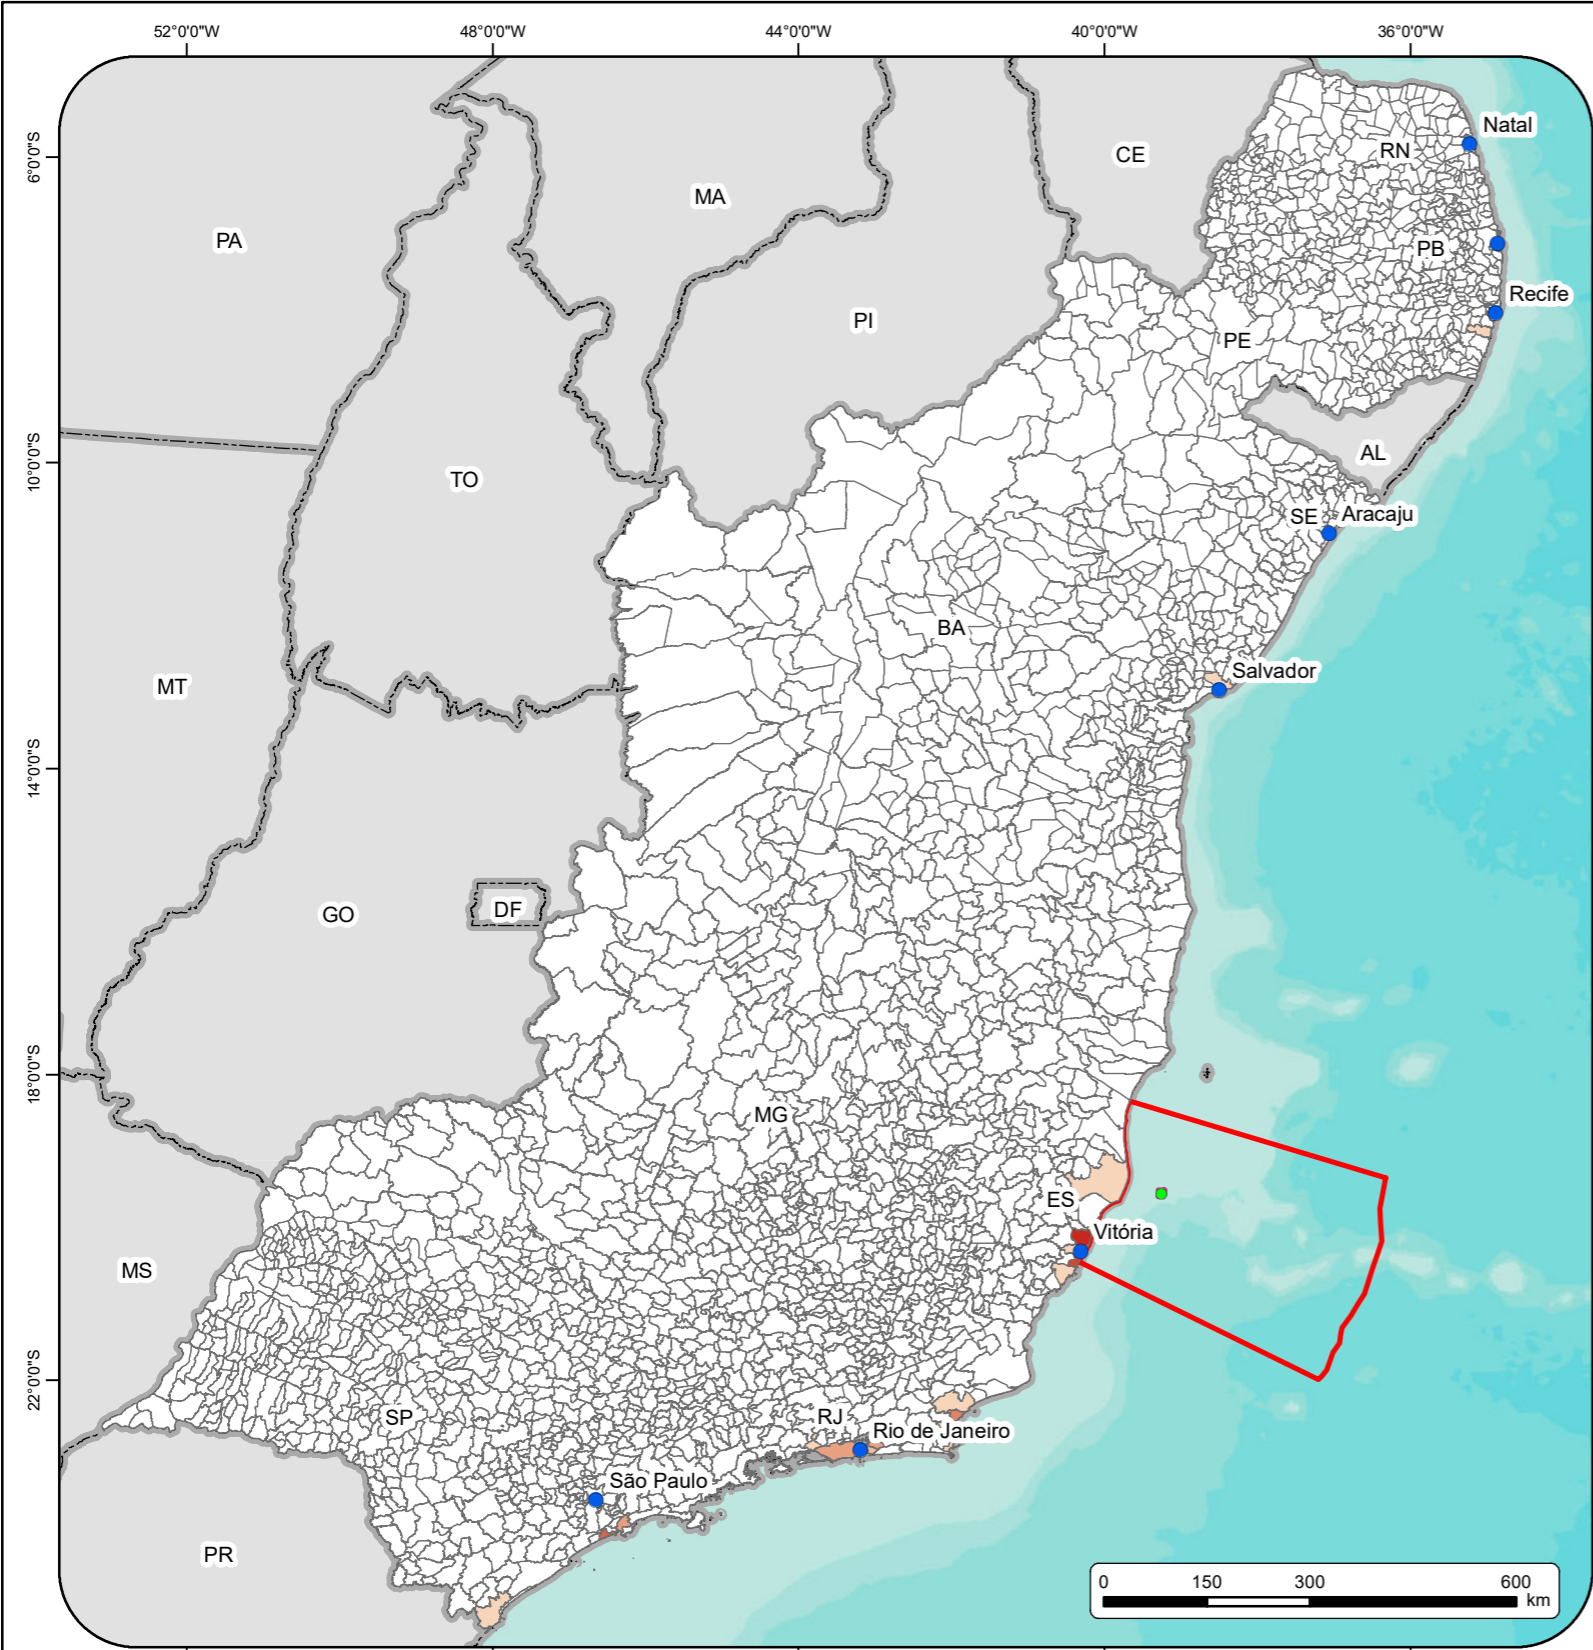 52°0'0"W 48°0'0"W 44°0'0"W 40°0'0"W 36°0'0"W
6°0'0"S
10°0'0"S
14°0'0"S
18°0'0"S
22°0'0"S
Natal
RN
CE
MA
PA
PB
Recife
PI
PE
AL
TO
SE
Aracaju
BA
Salvador
MT
GO
DF
MG
ES
Vitória
MS
RJ
Rio de Janeiro
SP
São Paulo
PR
0 150 300 600
km